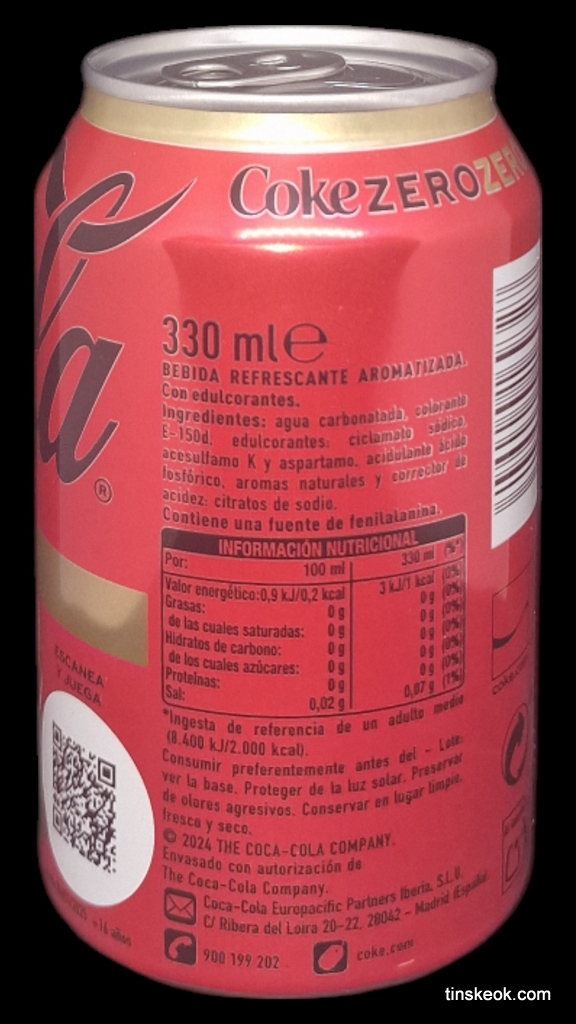 Coke ZERO ZER
a®
330 ml e
BEBIDA REFRESCANTE AROMATIZADA.
Con edulcorantes.
Ingredientes: agua carbonatada, colorante
E-150d, edulcorantes: ciclamato sódico,
acesulfamo K y aspartamo, acidulante ácido
fosfórico, aromas naturales y corrector de
acidez: citratos de sodio.
Contiene una fuente de fenilalanina.
INFORMACIÓN NUTRICIONAL
Por: 100 ml 330 ml (%*)
Valor energético: 0,9 kJ/0,2 kcal 3 kJ/1 kcal (0%)
Grasas: 0 g 0 g (0%)
de las cuales saturadas: 0 g 0 g (0%)
Hidratos de carbono: 0 g 0 g (0%)
de los cuales azúcares: 0 g 0 g (0%)
Proteínas: 0 g 0 g (0%)
Sal: 0,02 g 0,07 g (1%)
*Ingesta de referencia de un adulto medio
(8.400 kJ/2.000 kcal).
Consumir preferentemente antes del - Lote:
ver la base. Proteger de la luz solar. Preservar
de olores agresivos. Conservar en lugar limpio,
fresco y seco.
© 2024 THE COCA-COLA COMPANY.
Envasado con autorización de
The Coca-Cola Company.
Coca-Cola Europacific Partners Iberia, S.L.U.
C/ Ribera del Loira 20-22, 28042 - Madrid (España)
900 199 202 coke.com
ESCANEA
Y JUEGA
+16 años
coke.com
tinskeok.com